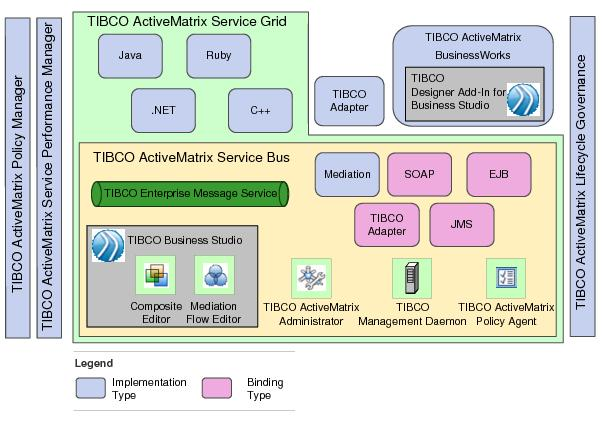 TIBCO ActiveMatrix Policy Manager
TIBCO ActiveMatrix Service Performance Manager
TIBCO ActiveMatrix Service Grid
Java
Ruby
.NET
C++
TIBCO
Adapter
TIBCO ActiveMatrix
BusinessWorks
TIBCO
Designer Add-In for
Business Studio
TIBCO ActiveMatrix Lifecycle Governance
TIBCO ActiveMatrix Service Bus
TIBCO Enterprise Message Service
Mediation
SOAP
EJB
TIBCO
Adapter
JMS
TIBCO Business Studio
Composite
Editor
Mediation
Flow Editor
TIBCO ActiveMatrix
Administrator
TIBCO
Management Daemon
TIBCO ActiveMatrix
Policy Agent
Legend
Implementation
Type
Binding
Type